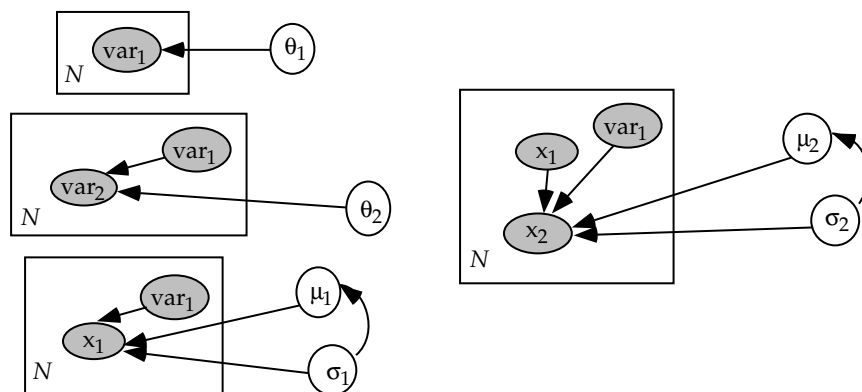 var₁ θ₁
N
var₁
var₂
N θ₂
var₁ μ₁
x₁
N σ₁
var₁
x₁ μ₂
x₂ σ₂
N